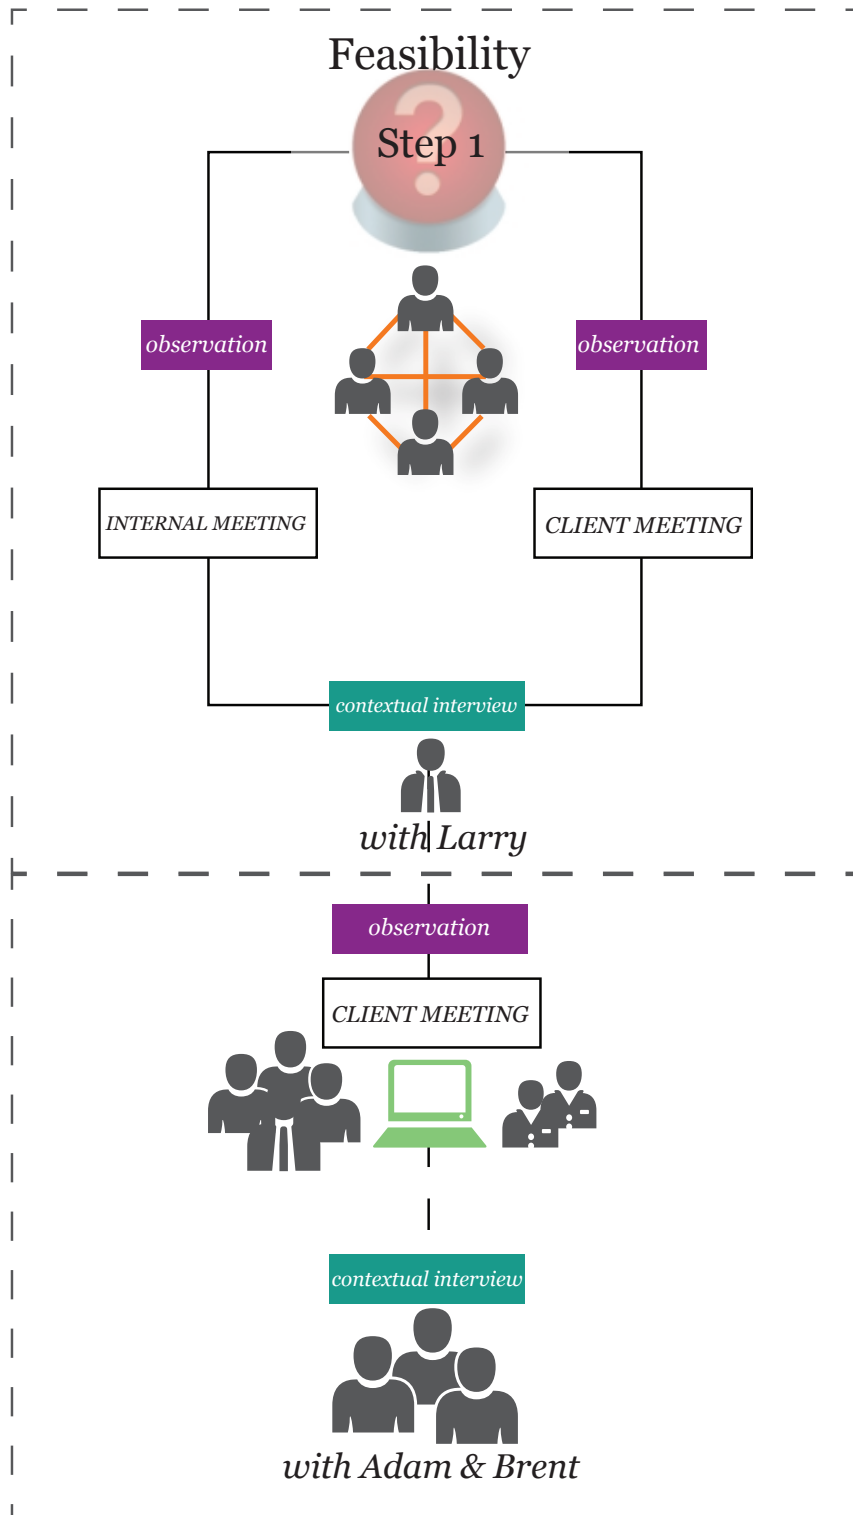 Feasibility
?
Step 1
observation
observation
INTERNAL MEETING
CLIENT MEETING
contextual interview
with Larry
observation
CLIENT MEETING
contextual interview
with Adam & Brent